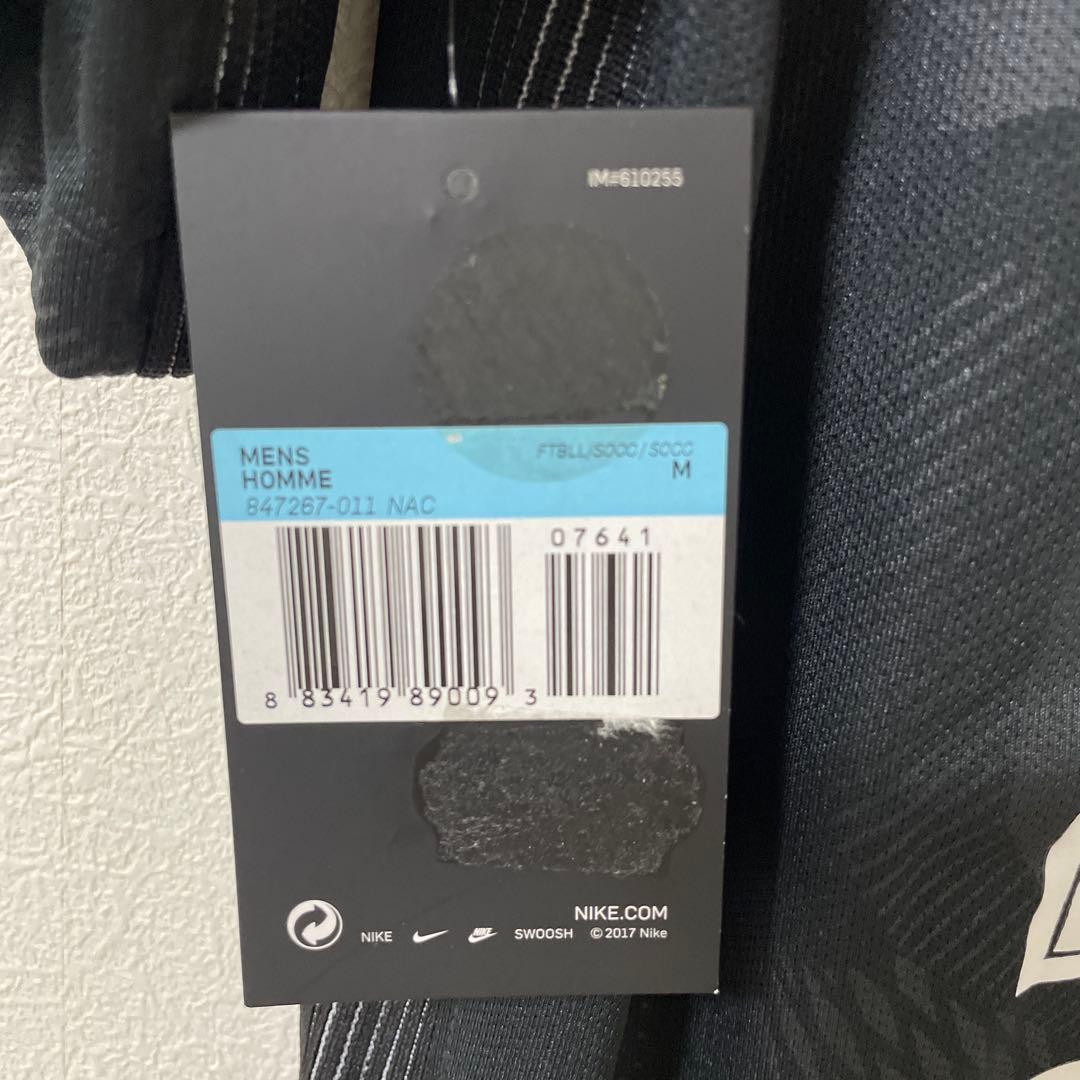 IM#610255
MENS
HOMME
FTBLL/SOCC/SOCC
M
847267-011 NAC
07641
8 83419 89009 3
NIKE.COM
NIKE NIKE SWOOSH © 2017 Nike